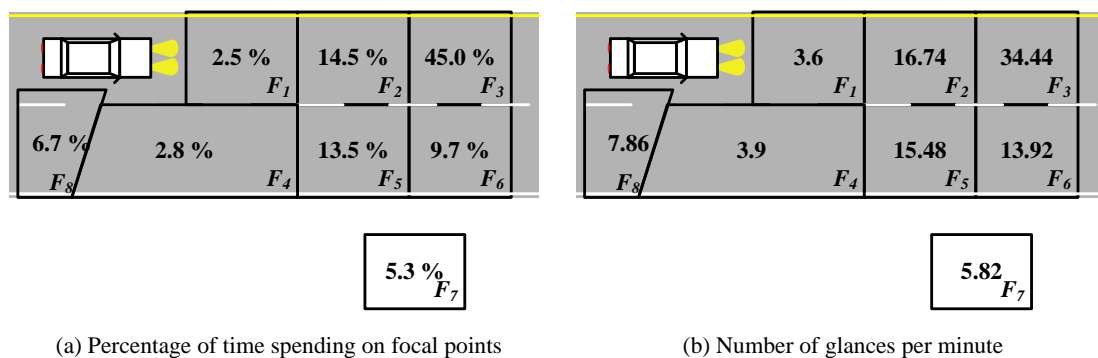 2.5 % 14.5 % 45.0 %
F1 F2 F3
6.7 % 2.8 % 13.5 % 9.7 %
F8 F4 F5 F6
5.3 %
F7
(a) Percentage of time spending on focal points
3.6 16.74 34.44
F1 F2 F3
7.86 3.9 15.48 13.92
F8 F4 F5 F6
5.82
F7
(b) Number of glances per minute